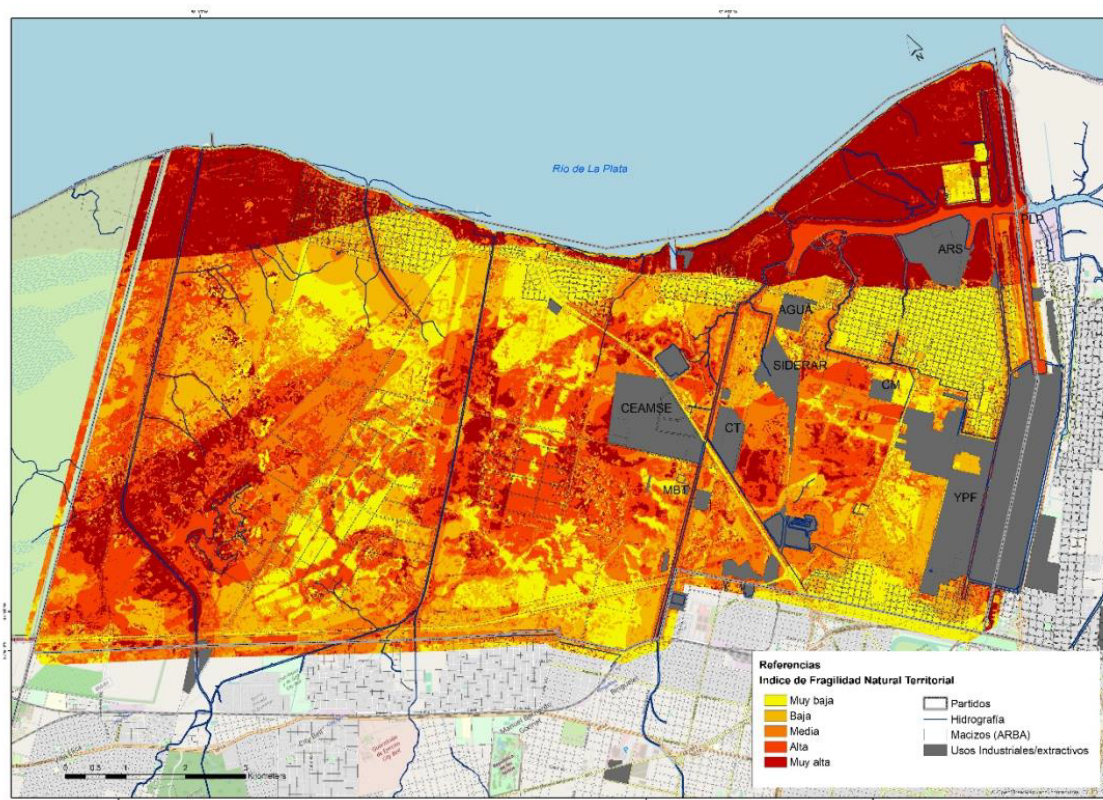 Río de La Plata
PLP
ARS
AGUA
SIDERAR
CM
CEAMSE
CT
MBT
YPF
Referencias
Indice de Fragilidad Natural Territorial
Muy baja
Baja
Media
Alta
Muy alta
Partidos
Hidrografía
Macizos (ARBA)
Usos Industriales/extractivos
0 0.5 1 2 3
Kilometers